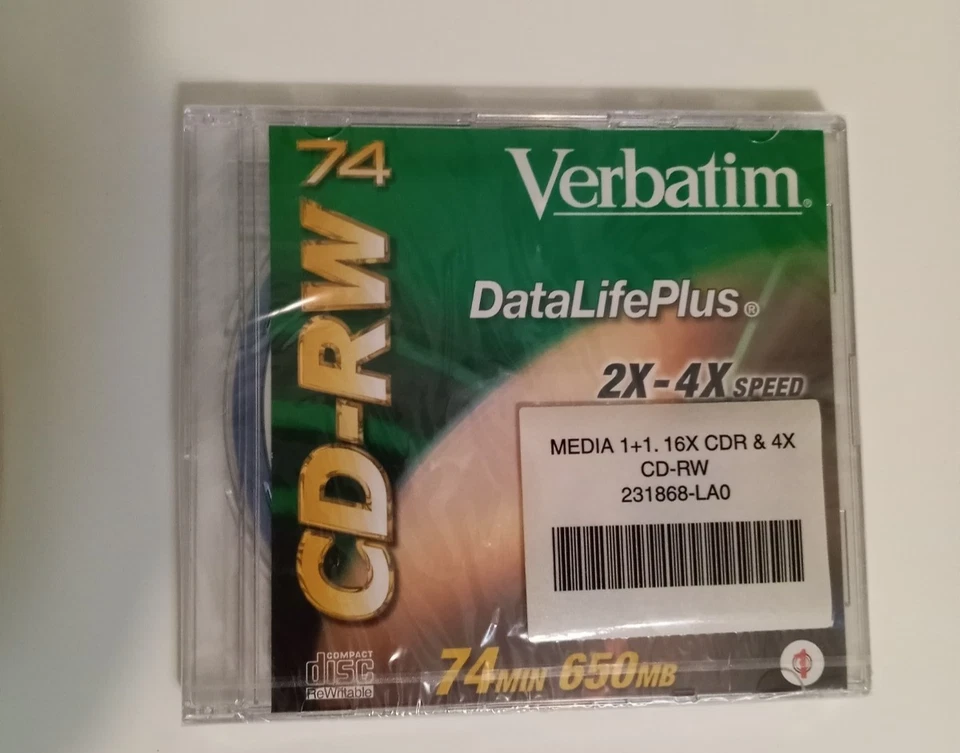 74
Verbatim®
CD-RW
DataLifePlus®
2X-4X SPEED
MEDIA 1+1. 16X CDR & 4X
CD-RW
231868-LA0
COMPACT
disc
ReWritable
74MIN 650MB